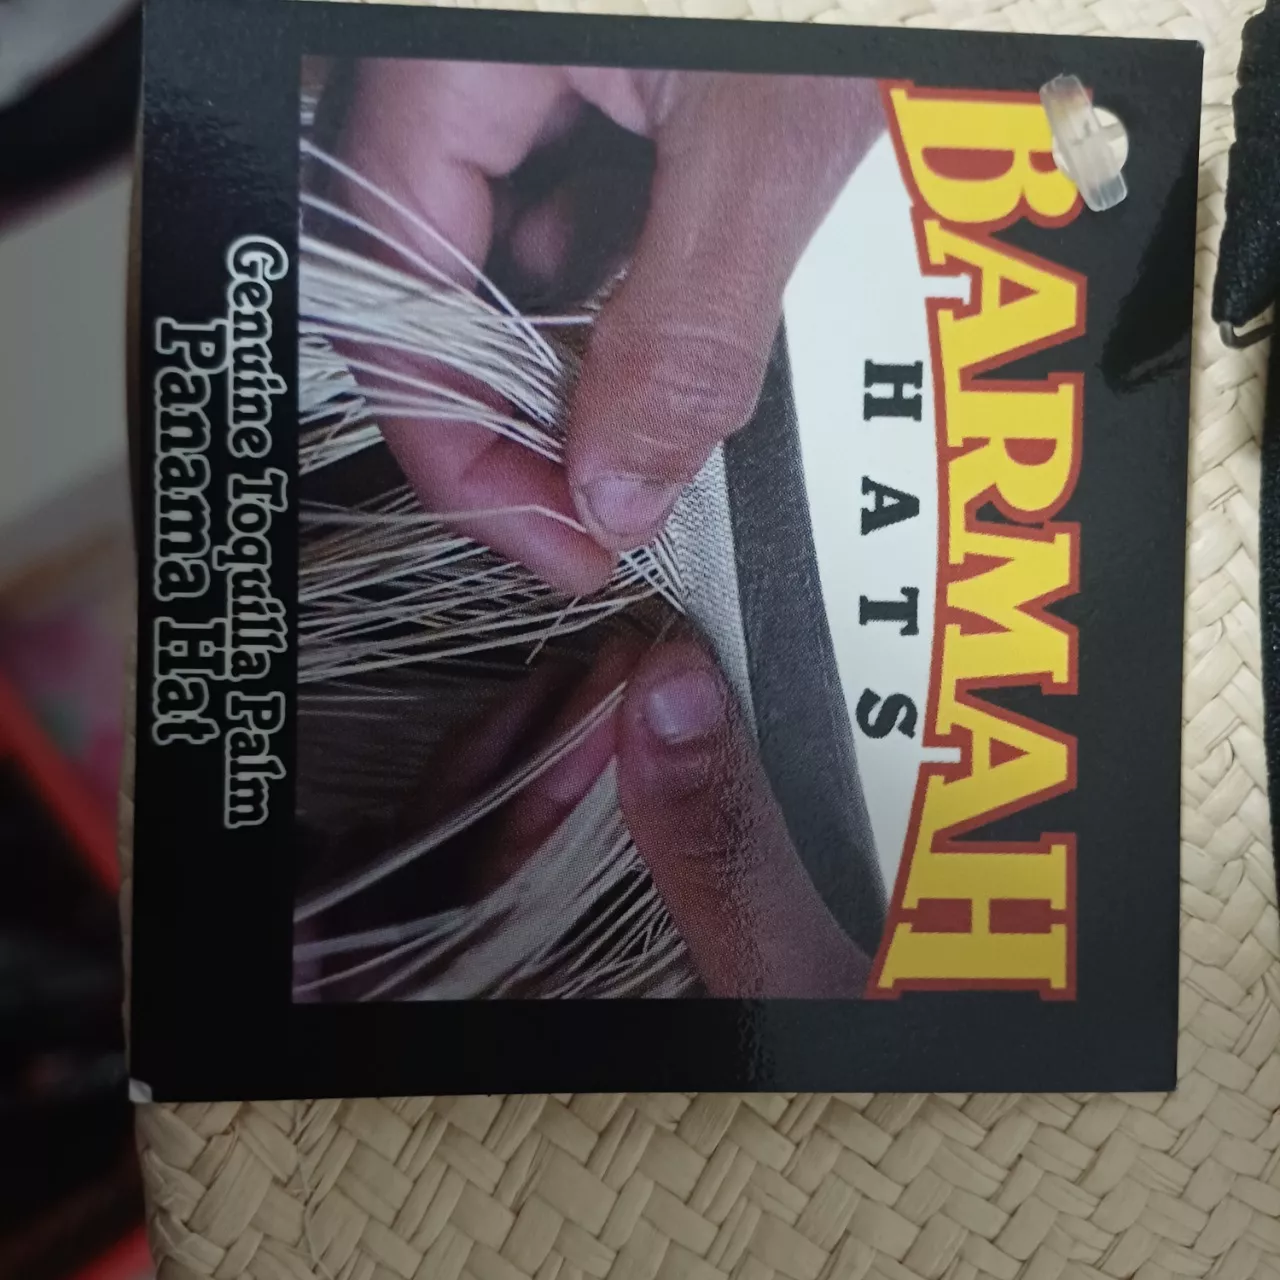 BARMAH
HATS
Genuine Toquilla Palm
Panama Hat